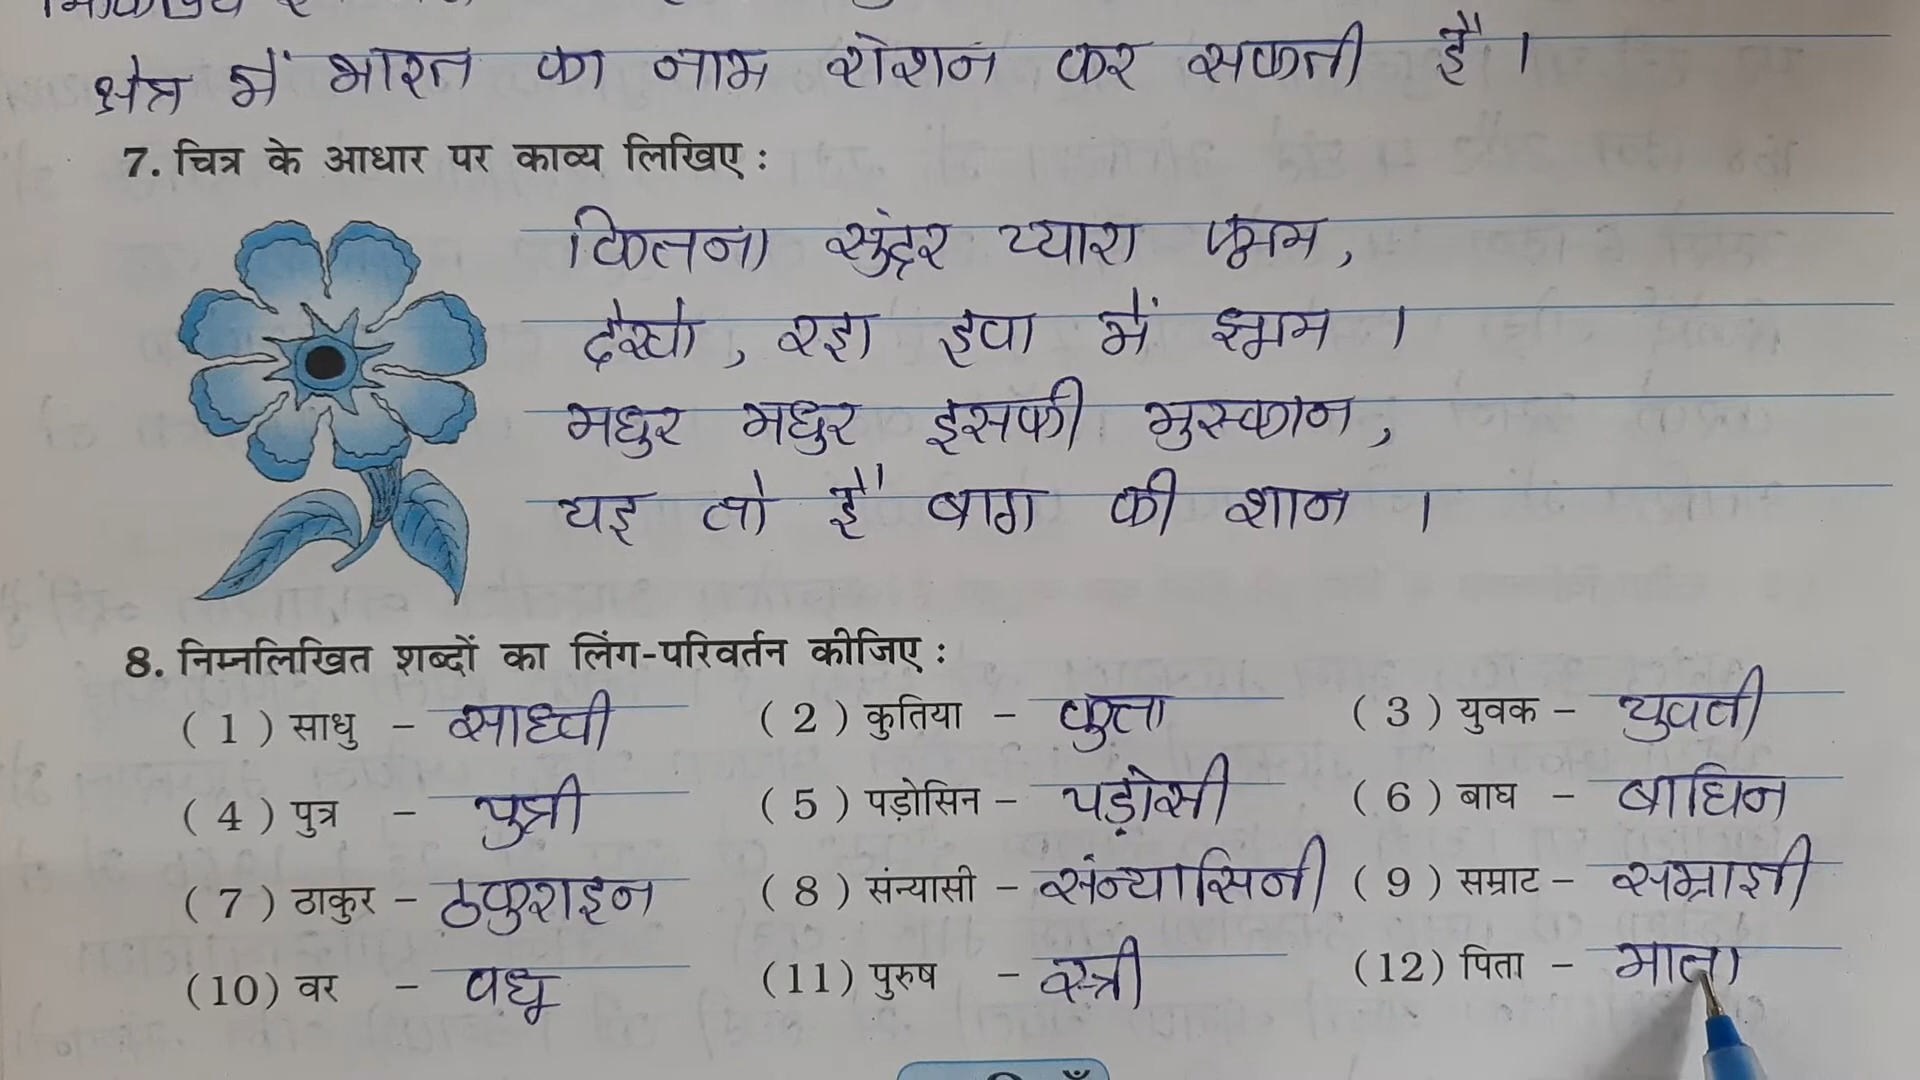 क्षेत्र में भारत का नाम रोशन कर सकती है ।
7. चित्र के आधार पर काव्य लिखिए :
कितना सुंदर प्यारा फूल,
देखो, रहा हवा में झूम ।
मधुर मधुर इसकी मुस्कान,
यह तो है बाग की शान ।
8. निम्नलिखित शब्दों का लिंग-परिवर्तन कीजिए :
(1) साधु - साध्वी (2) कुतिया - कुत्ता (3) युवक - युवती
(4) पुत्र - पुत्री (5) पड़ोसिन - पड़ोसी (6) बाघ - बाघिन
(7) ठाकुर - ठकुराइन (8) संन्यासी - संन्यासिनी (9) सम्राट - सम्राज्ञी
(10) वर - वधू (11) पुरुष - स्त्री (12) पिता - माता